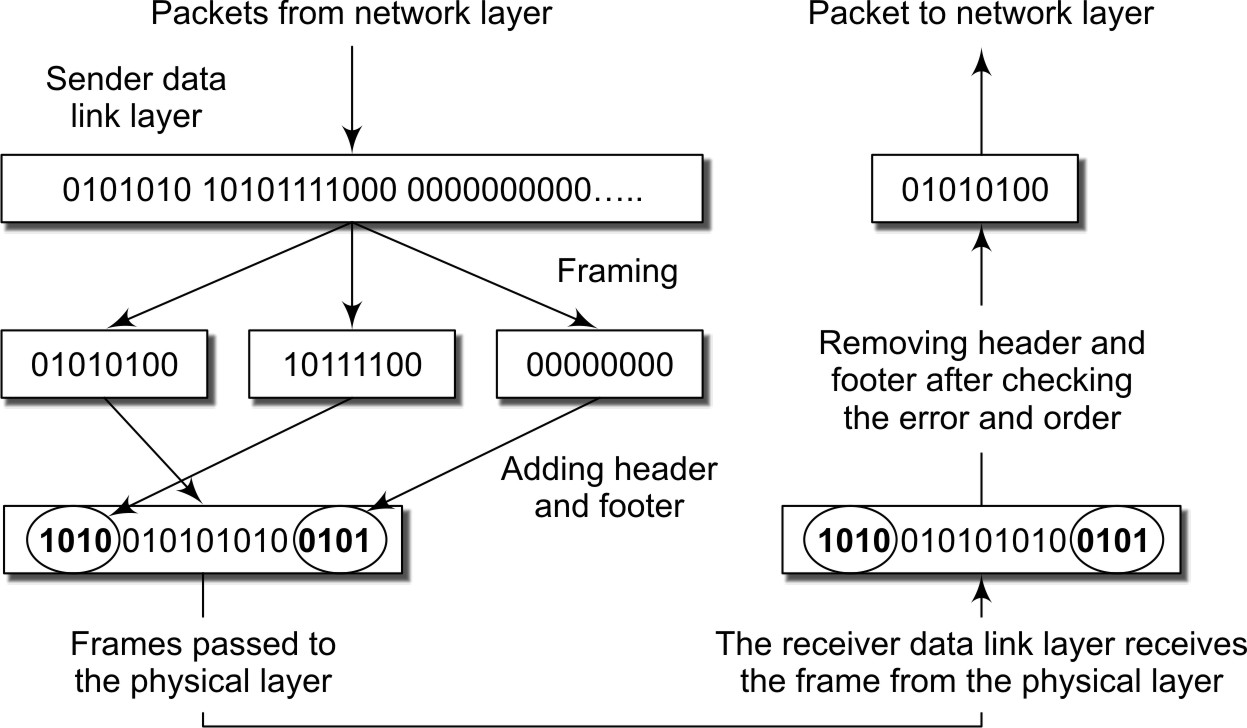 Packets from network layer
Packet to network layer
Sender data
link layer
0101010 10101111000 0000000000…..
01010100
Framing
01010100
10111100
00000000
Removing header and
footer after checking
the error and order
Adding header
and footer
1010 010101010 0101
1010 010101010 0101
Frames passed to
the physical layer
The receiver data link layer receives
the frame from the physical layer